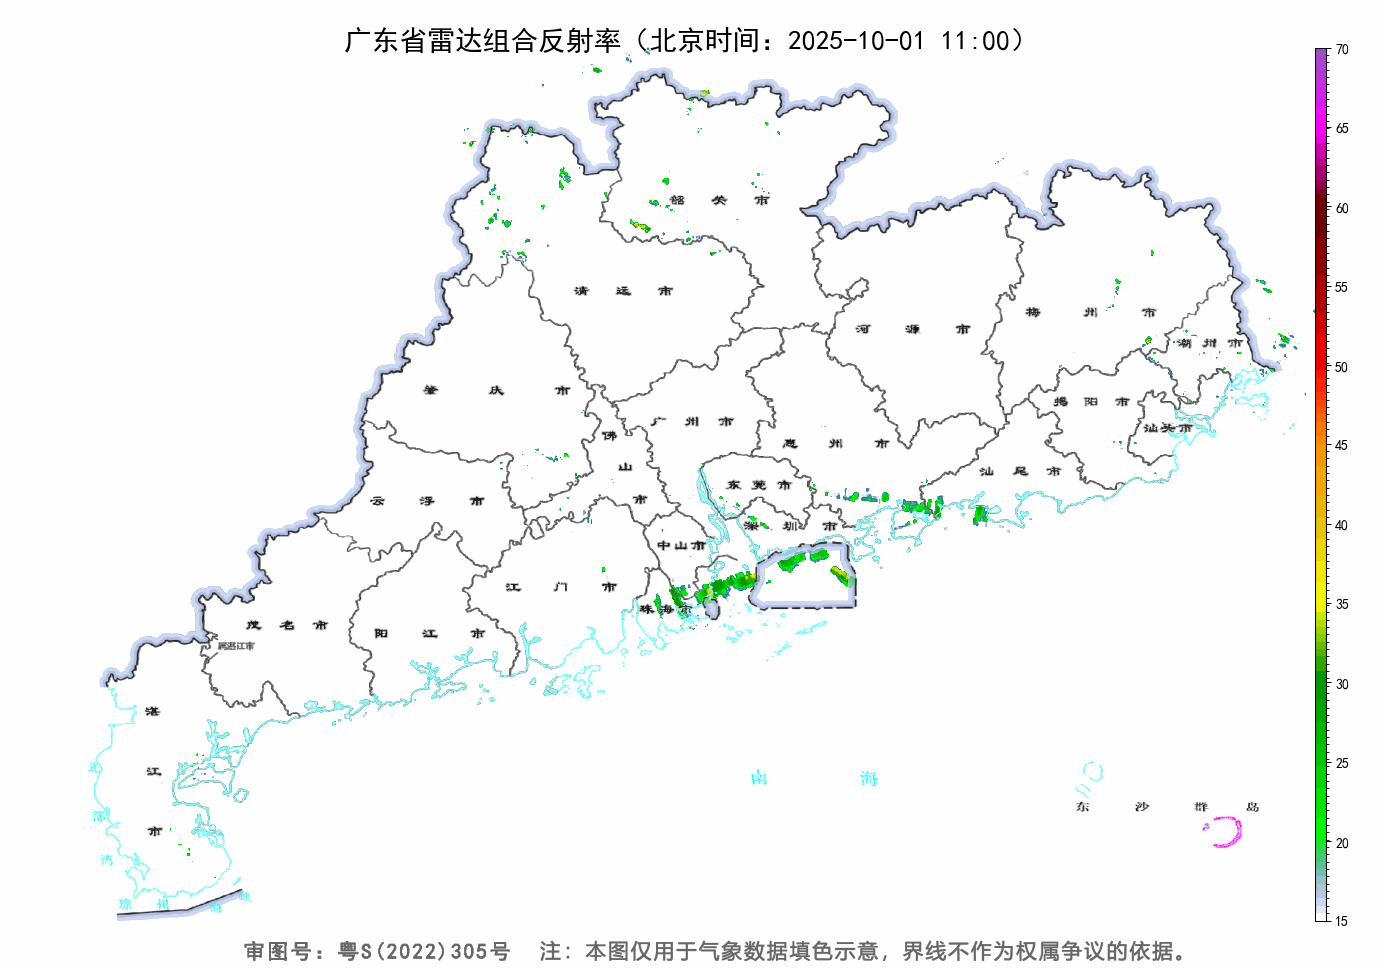 广东省雷达组合反射率（北京时间：2025-10-01 11:00）
70
65
60
55
50
45
40
35
30
25
20
15
韶关市
清远市
河源市
梅州市
潮州市
肇庆市
佛山市
广州市
惠州市
揭阳市
汕头市
汕尾市
东莞市
深圳市
云浮市
中山市
江门市
珠海市
茂名市
属湛江市
阳江市
湛江市
北部湾
南海
东沙群岛
琼州海峡
审图号：粤S(2022)305号 注：本图仅用于气象数据填色示意，界线不作为权属争议的依据。